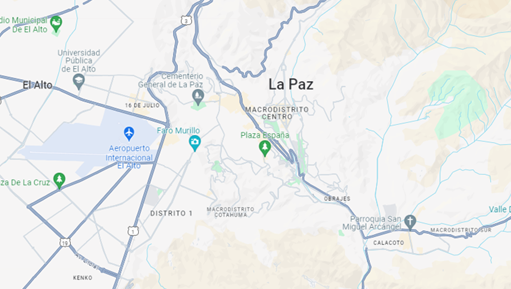 dio Municipal
De El Alto
3
Universidad
Pública
de El Alto
El Alto
Cementerio
General de La Paz
La Paz
16 DE JULIO
MACRODISTRITO
CENTRO
Faro Murillo
Plaza España
Aeropuerto
Internacional
El Alto
za De La Cruz
DISTRITO 1
MACRODISTRITO
COTAHUMA
OBRAJES
Parroquia San
Miguel Arcángel
Valle D
MACRODISTRITO SUR
CALACOTO
1
19
KENKO